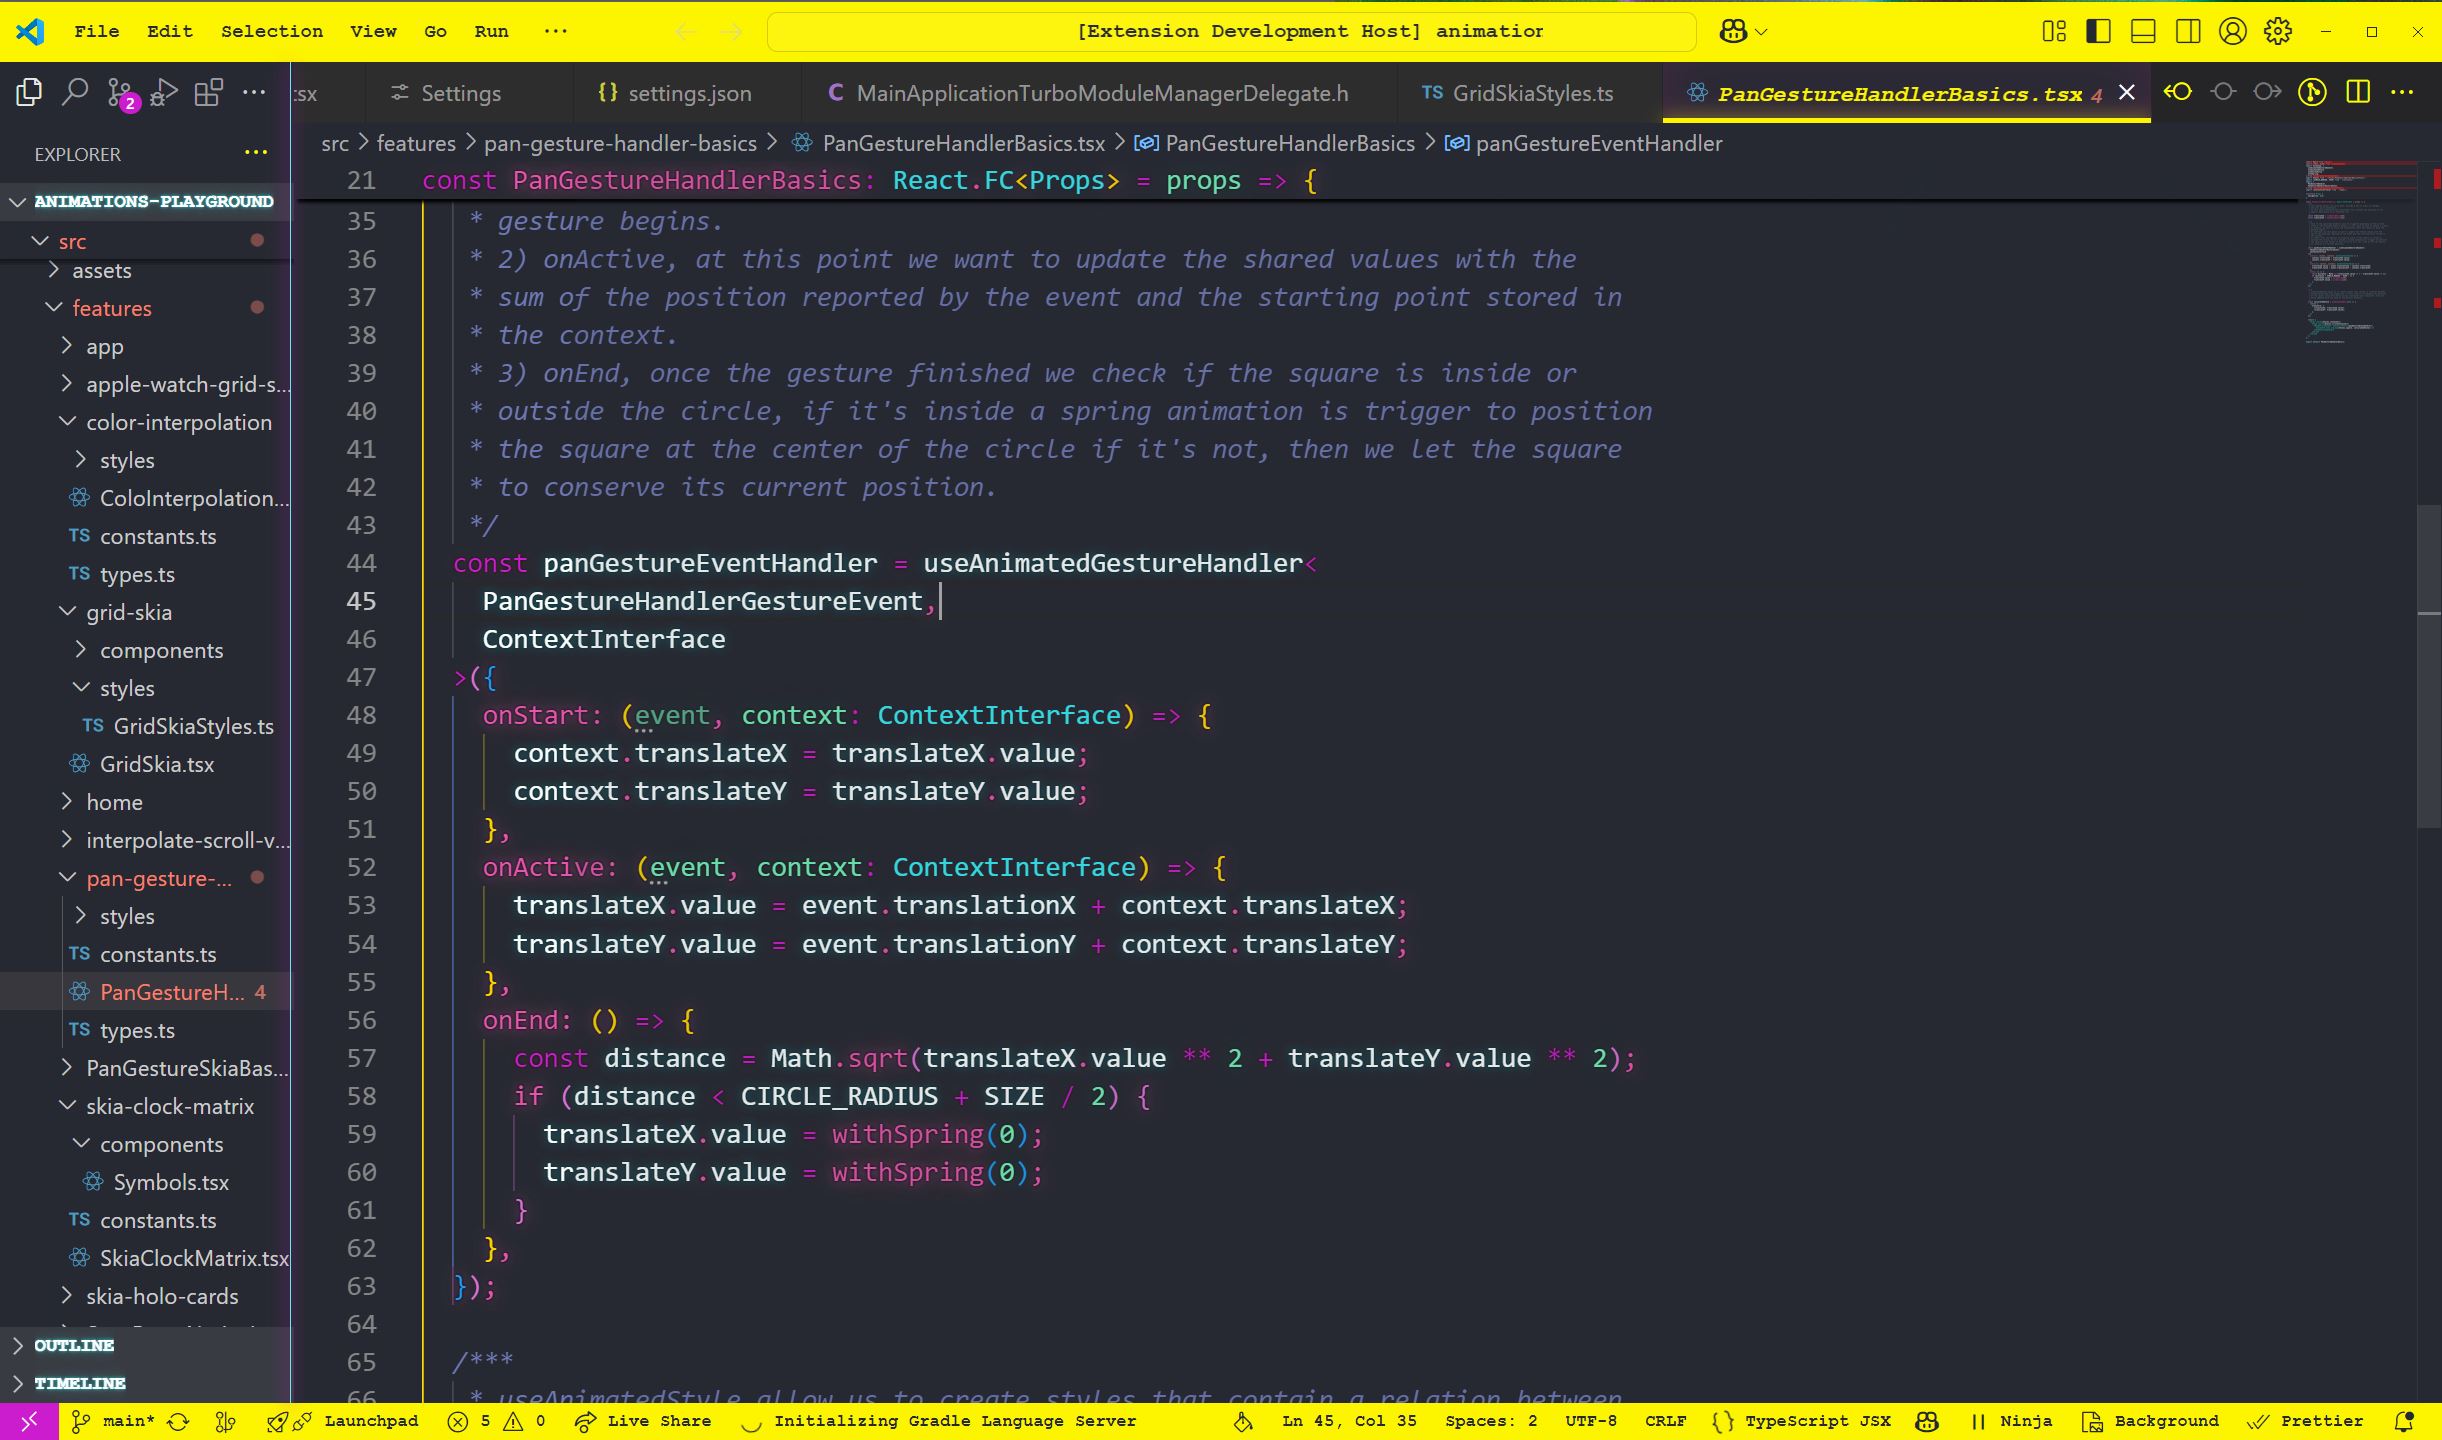 File Edit Selection View Go Run ··· [Extension Development Host] animation
2 tsx Settings {} settings.json C MainApplicationTurboModuleManagerDelegate.h TS GridSkiaStyles.ts PanGestureHandlerBasics.tsx 4
src > features > pan-gesture-handler-basics > PanGestureHandlerBasics.tsx > PanGestureHandlerBasics > panGestureEventHandler
EXPLORER
ANIMATIONS-PLAYGROUND
src
assets
features
app
apple-watch-grid-s...
color-interpolation
styles
ColoInterpolation...
TS constants.ts
TS types.ts
grid-skia
components
styles
TS GridSkiaStyles.ts
GridSkia.tsx
home
interpolate-scroll-v...
pan-gesture-...
styles
TS constants.ts
PanGestureH... 4
TS types.ts
PanGestureSkiaBas...
skia-clock-matrix
components
Symbols.tsx
TS constants.ts
SkiaClockMatrix.tsx
skia-holo-cards
OUTLINE
TIMELINE
21 const PanGestureHandlerBasics: React.FC<Props> = props => {
35 * gesture begins.
36 * 2) onActive, at this point we want to update the shared values with the
37 * sum of the position reported by the event and the starting point stored in
38 * the context.
39 * 3) onEnd, once the gesture finished we check if the square is inside or
40 * outside the circle, if it's inside a spring animation is trigger to position
41 * the square at the center of the circle if it's not, then we let the square
42 * to conserve its current position.
43 */
44 const panGestureEventHandler = useAnimatedGestureHandler<
45 PanGestureHandlerGestureEvent,
46 ContextInterface
47 >({
48 onStart: (event, context: ContextInterface) => {
49 context.translateX = translateX.value;
50 context.translateY = translateY.value;
51 },
52 onActive: (event, context: ContextInterface) => {
53 translateX.value = event.translationX + context.translateX;
54 translateY.value = event.translationY + context.translateY;
55 },
56 onEnd: () => {
57 const distance = Math.sqrt(translateX.value ** 2 + translateY.value ** 2);
58 if (distance < CIRCLE_RADIUS + SIZE / 2) {
59 translateX.value = withSpring(0);
60 translateY.value = withSpring(0);
61 }
62 },
63 });
64
65 /***
66 * useAnimatedStyle allow us to create styles that contain a relation between
main* Launchpad 5 0 Live Share Initializing Gradle Language Server Ln 45, Col 35 Spaces: 2 UTF-8 CRLF {} TypeScript JSX || Ninja Background Prettier